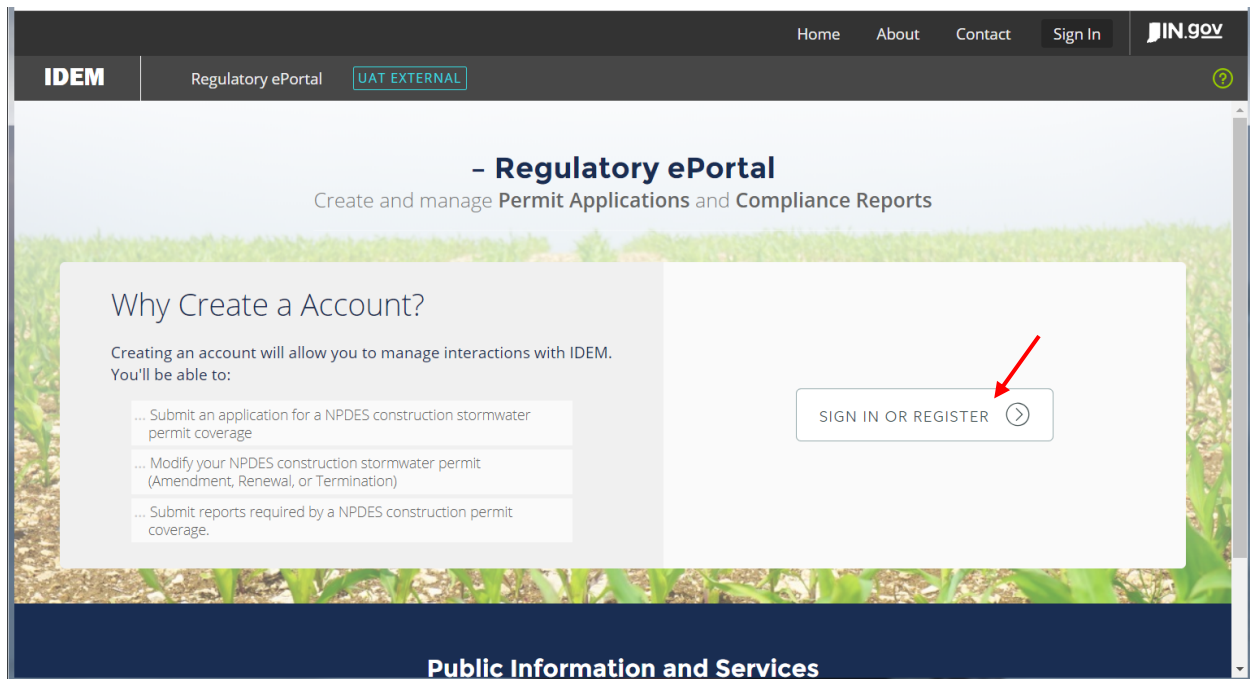 Home About Contact Sign In IN.gov
IDEM Regulatory ePortal UAT EXTERNAL ?
– Regulatory ePortal
Create and manage Permit Applications and Compliance Reports
Why Create a Account?
Creating an account will allow you to manage interactions with IDEM.
You'll be able to:
... Submit an application for a NPDES construction stormwater
permit coverage
... Modify your NPDES construction stormwater permit
(Amendment, Renewal, or Termination)
... Submit reports required by a NPDES construction permit
coverage.
SIGN IN OR REGISTER
Public Information and Services